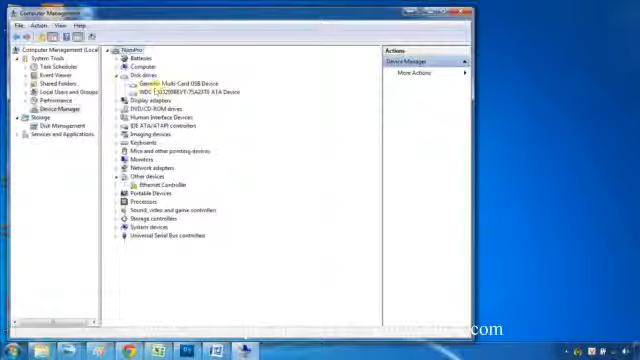 Computer Management
File Action View Help
Computer Management (Local
System Tools
Task Scheduler
Event Viewer
Shared Folders
Local Users and Groups
Performance
Device Manager
Storage
Disk Management
Services and Applications
Batteries
Computer
Disk drives
Generic- Multi-Card USB Device
ATA Device
Display adaptors
DVD/CD-ROM drives
Human Interface Devices
IDE ATA/ATAPI controllers
Imaging devices
Keyboards
Mice and other pointing devices
Monitors
Network adapters
Other devices
Ethernet Controller
Portable Devices
Processors
Sound, video and game controllers
Storage controllers
System devices
Universal Serial Bus controllers
Actions
Device Manager
More Actions
com